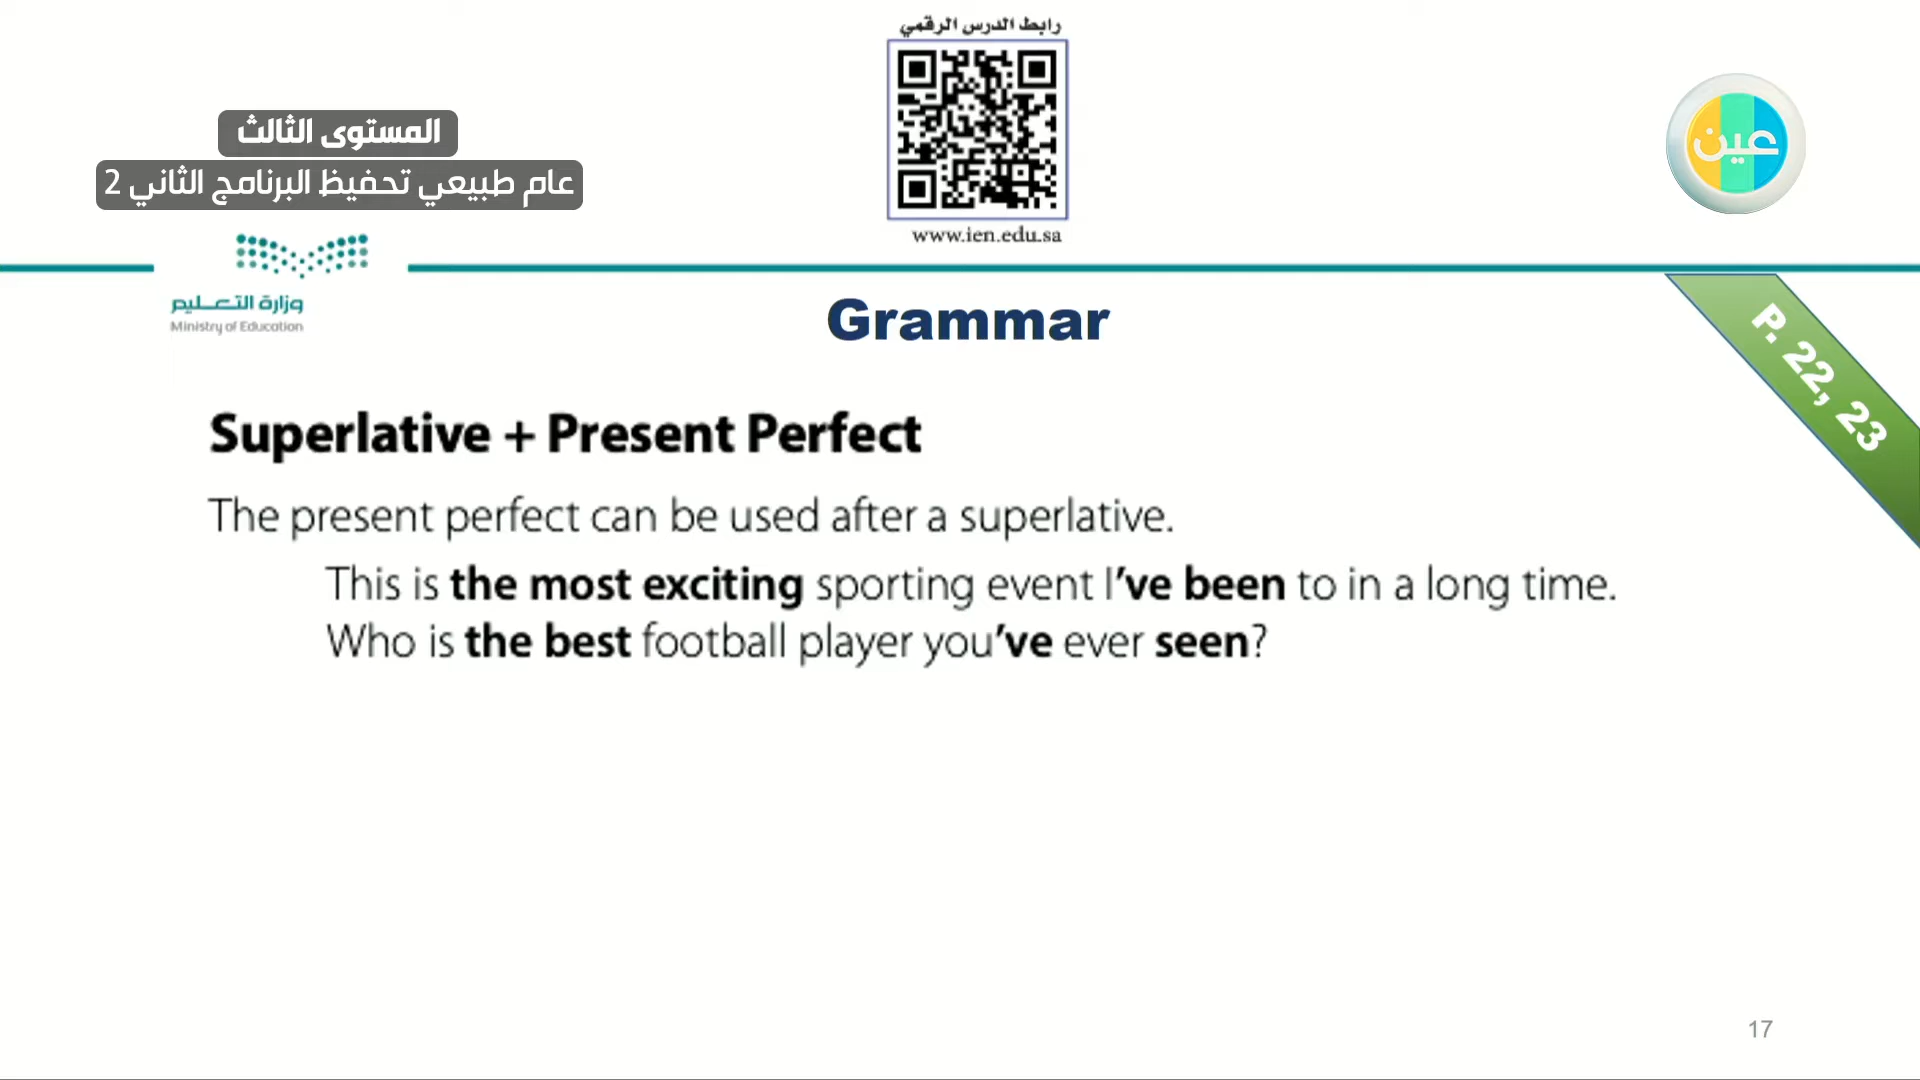 رابط الدرس الرقمي
المستوى الثالث
عام طبيعي تحفيظ البرنامج الثاني 2
عين
www.ien.edu.sa
وزارة التعليم
Ministry of Education
Grammar
P. 22, 23
Superlative + Present Perfect
The present perfect can be used after a superlative.
This is the most exciting sporting event I've been to in a long time.
Who is the best football player you've ever seen?
17